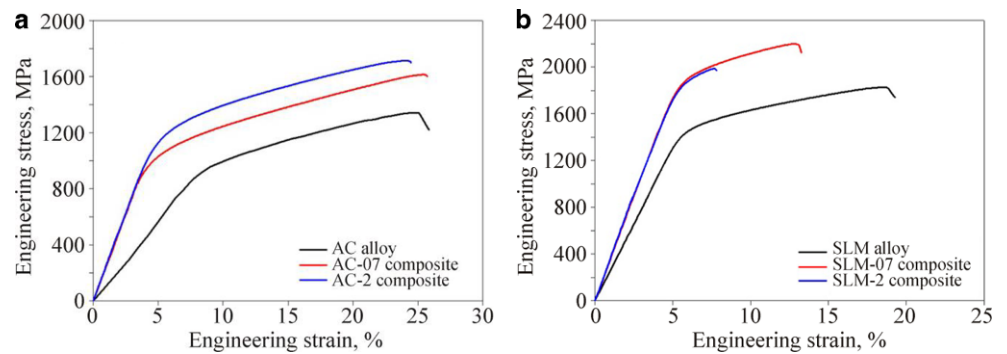 a
2000
1600
1200
800
400
0
Engineering stress, MPa
0 5 10 15 20 25 30
Engineering strain, %
AC alloy
AC-07 composite
AC-2 composite
b
2400
2000
1600
1200
800
400
0
Engineering stress, MPa
0 5 10 15 20 25
Engineering strain, %
SLM alloy
SLM-07 composite
SLM-2 composite